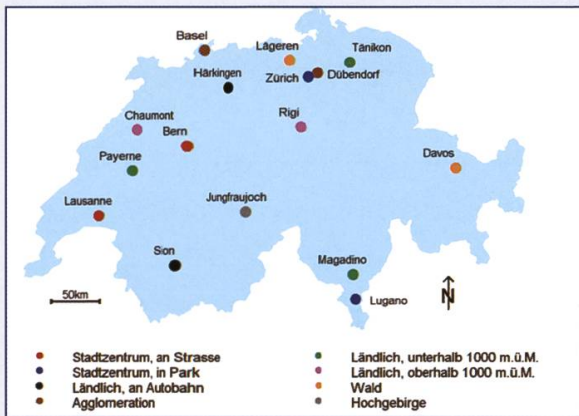 Basel
Lägeren
Tänikon
Härkingen
Zürich
Dübendorf
Chaumont
Rigi
Bern
Payerne
Davos
Lausanne
Jungfraujoch
Sion
Magadino
50km
Lugano
N
Stadtzentrum, an Strasse
Stadtzentrum, in Park
Ländlich, an Autobahn
Agglomeration
Ländlich, unterhalb 1000 m.ü.M.
Ländlich, oberhalb 1000 m.ü.M.
Wald
Hochgebirge